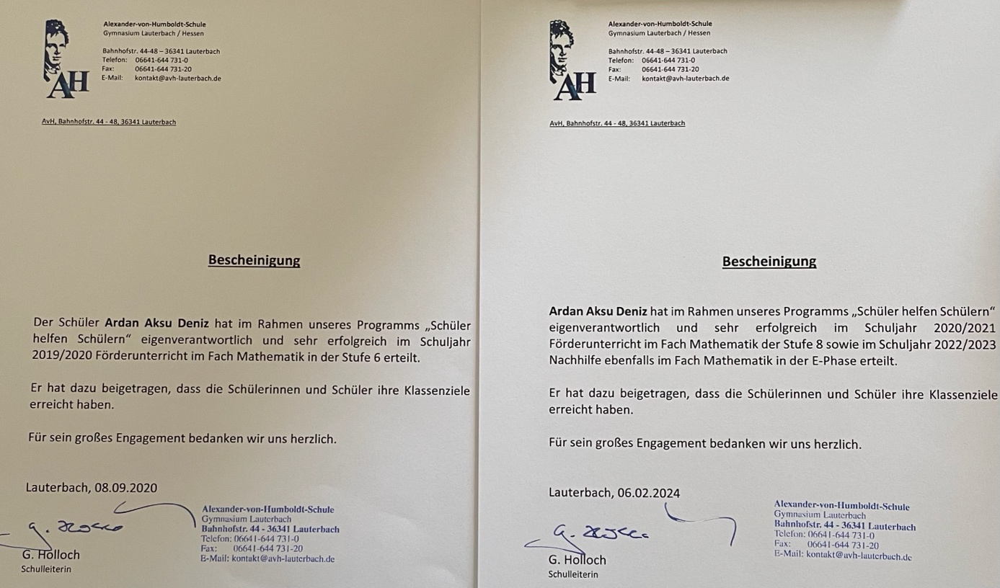 AH
Alexander-von-Humboldt-Schule
Gymnasium Lauterbach / Hessen
Bahnhofstr. 44-48 – 36341 Lauterbach
Telefon: 06641-644 731-0
Fax: 06641-644 731-20
E-Mail: kontakt@avh-lauterbach.de
AvH, Bahnhofstr. 44 - 48, 36341 Lauterbach
Bescheinigung
Der Schüler Ardan Aksu Deniz hat im Rahmen unseres Programms „Schüler
helfen Schülern“ eigenverantwortlich und sehr erfolgreich im Schuljahr
2019/2020 Förderunterricht im Fach Mathematik in der Stufe 6 erteilt.
Er hat dazu beigetragen, dass die Schülerinnen und Schüler ihre Klassenziele
erreicht haben.
Für sein großes Engagement bedanken wir uns herzlich.
Lauterbach, 08.09.2020
G. Holloch
Schulleiterin
Alexander-von-Humboldt-Schule
Gymnasium Lauterbach
Bahnhofstr. 44 - 36341 Lauterbach
Telefon: 06641-644 731-0
Fax: 06641-644 731-20
E-Mail: kontakt@avh-lauterbach.de
AH
Alexander-von-Humboldt-Schule
Gymnasium Lauterbach / Hessen
Bahnhofstr. 44-48 – 36341 Lauterbach
Telefon: 06641-644 731-0
Fax: 06641-644 731-20
E-Mail: kontakt@avh-lauterbach.de
AvH, Bahnhofstr. 44 - 48, 36341 Lauterbach
Bescheinigung
Ardan Aksu Deniz hat im Rahmen unseres Programms „Schüler helfen Schülern“
eigenverantwortlich und sehr erfolgreich im Schuljahr 2020/2021
Förderunterricht im Fach Mathematik der Stufe 8 sowie im Schuljahr 2022/2023
Nachhilfe ebenfalls im Fach Mathematik in der E-Phase erteilt.
Er hat dazu beigetragen, dass die Schülerinnen und Schüler ihre Klassenziele
erreicht haben.
Für sein großes Engagement bedanken wir uns herzlich.
Lauterbach, 06.02.2024
G. Holloch
Schulleiterin
Alexander-von-Humboldt-Schule
Gymnasium Lauterbach
Bahnhofstr. 44 - 36341 Lauterbach
Telefon: 06641-644 731-0
Fax: 06641-644 731-20
E-Mail: kontakt@avh-lauterbach.de